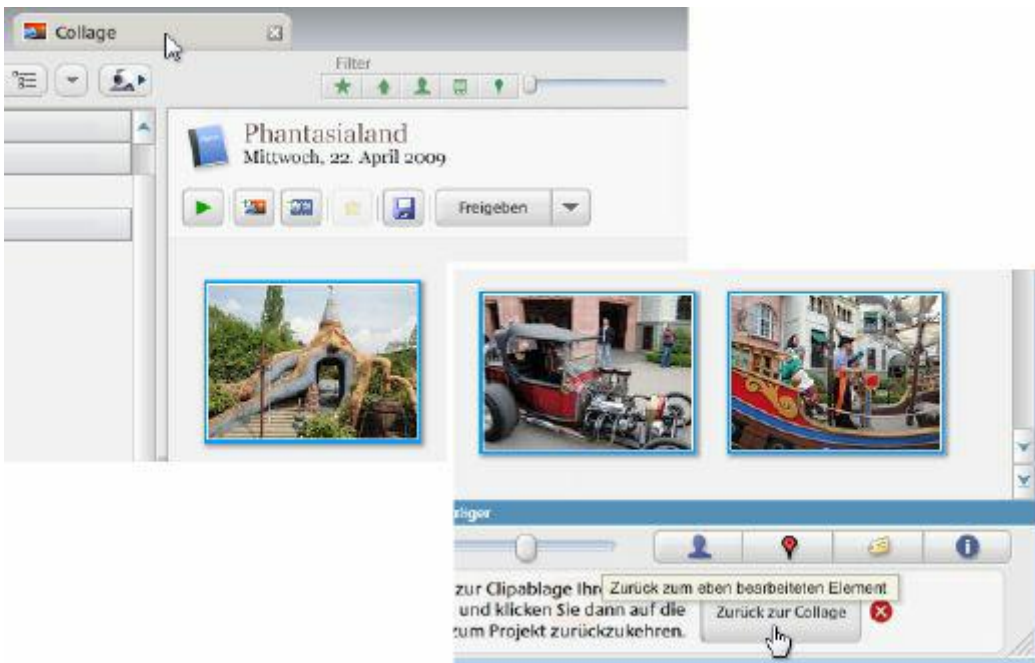 Collage
Filter
Phantasialand
Mittwoch, 22. April 2009
Freigeben
zur Clipablage Ihr
Zurück zum eben bearbeiteten Element
und klicken Sie dann auf die
Zurück zur Collage
zum Projekt zurückzukehren.